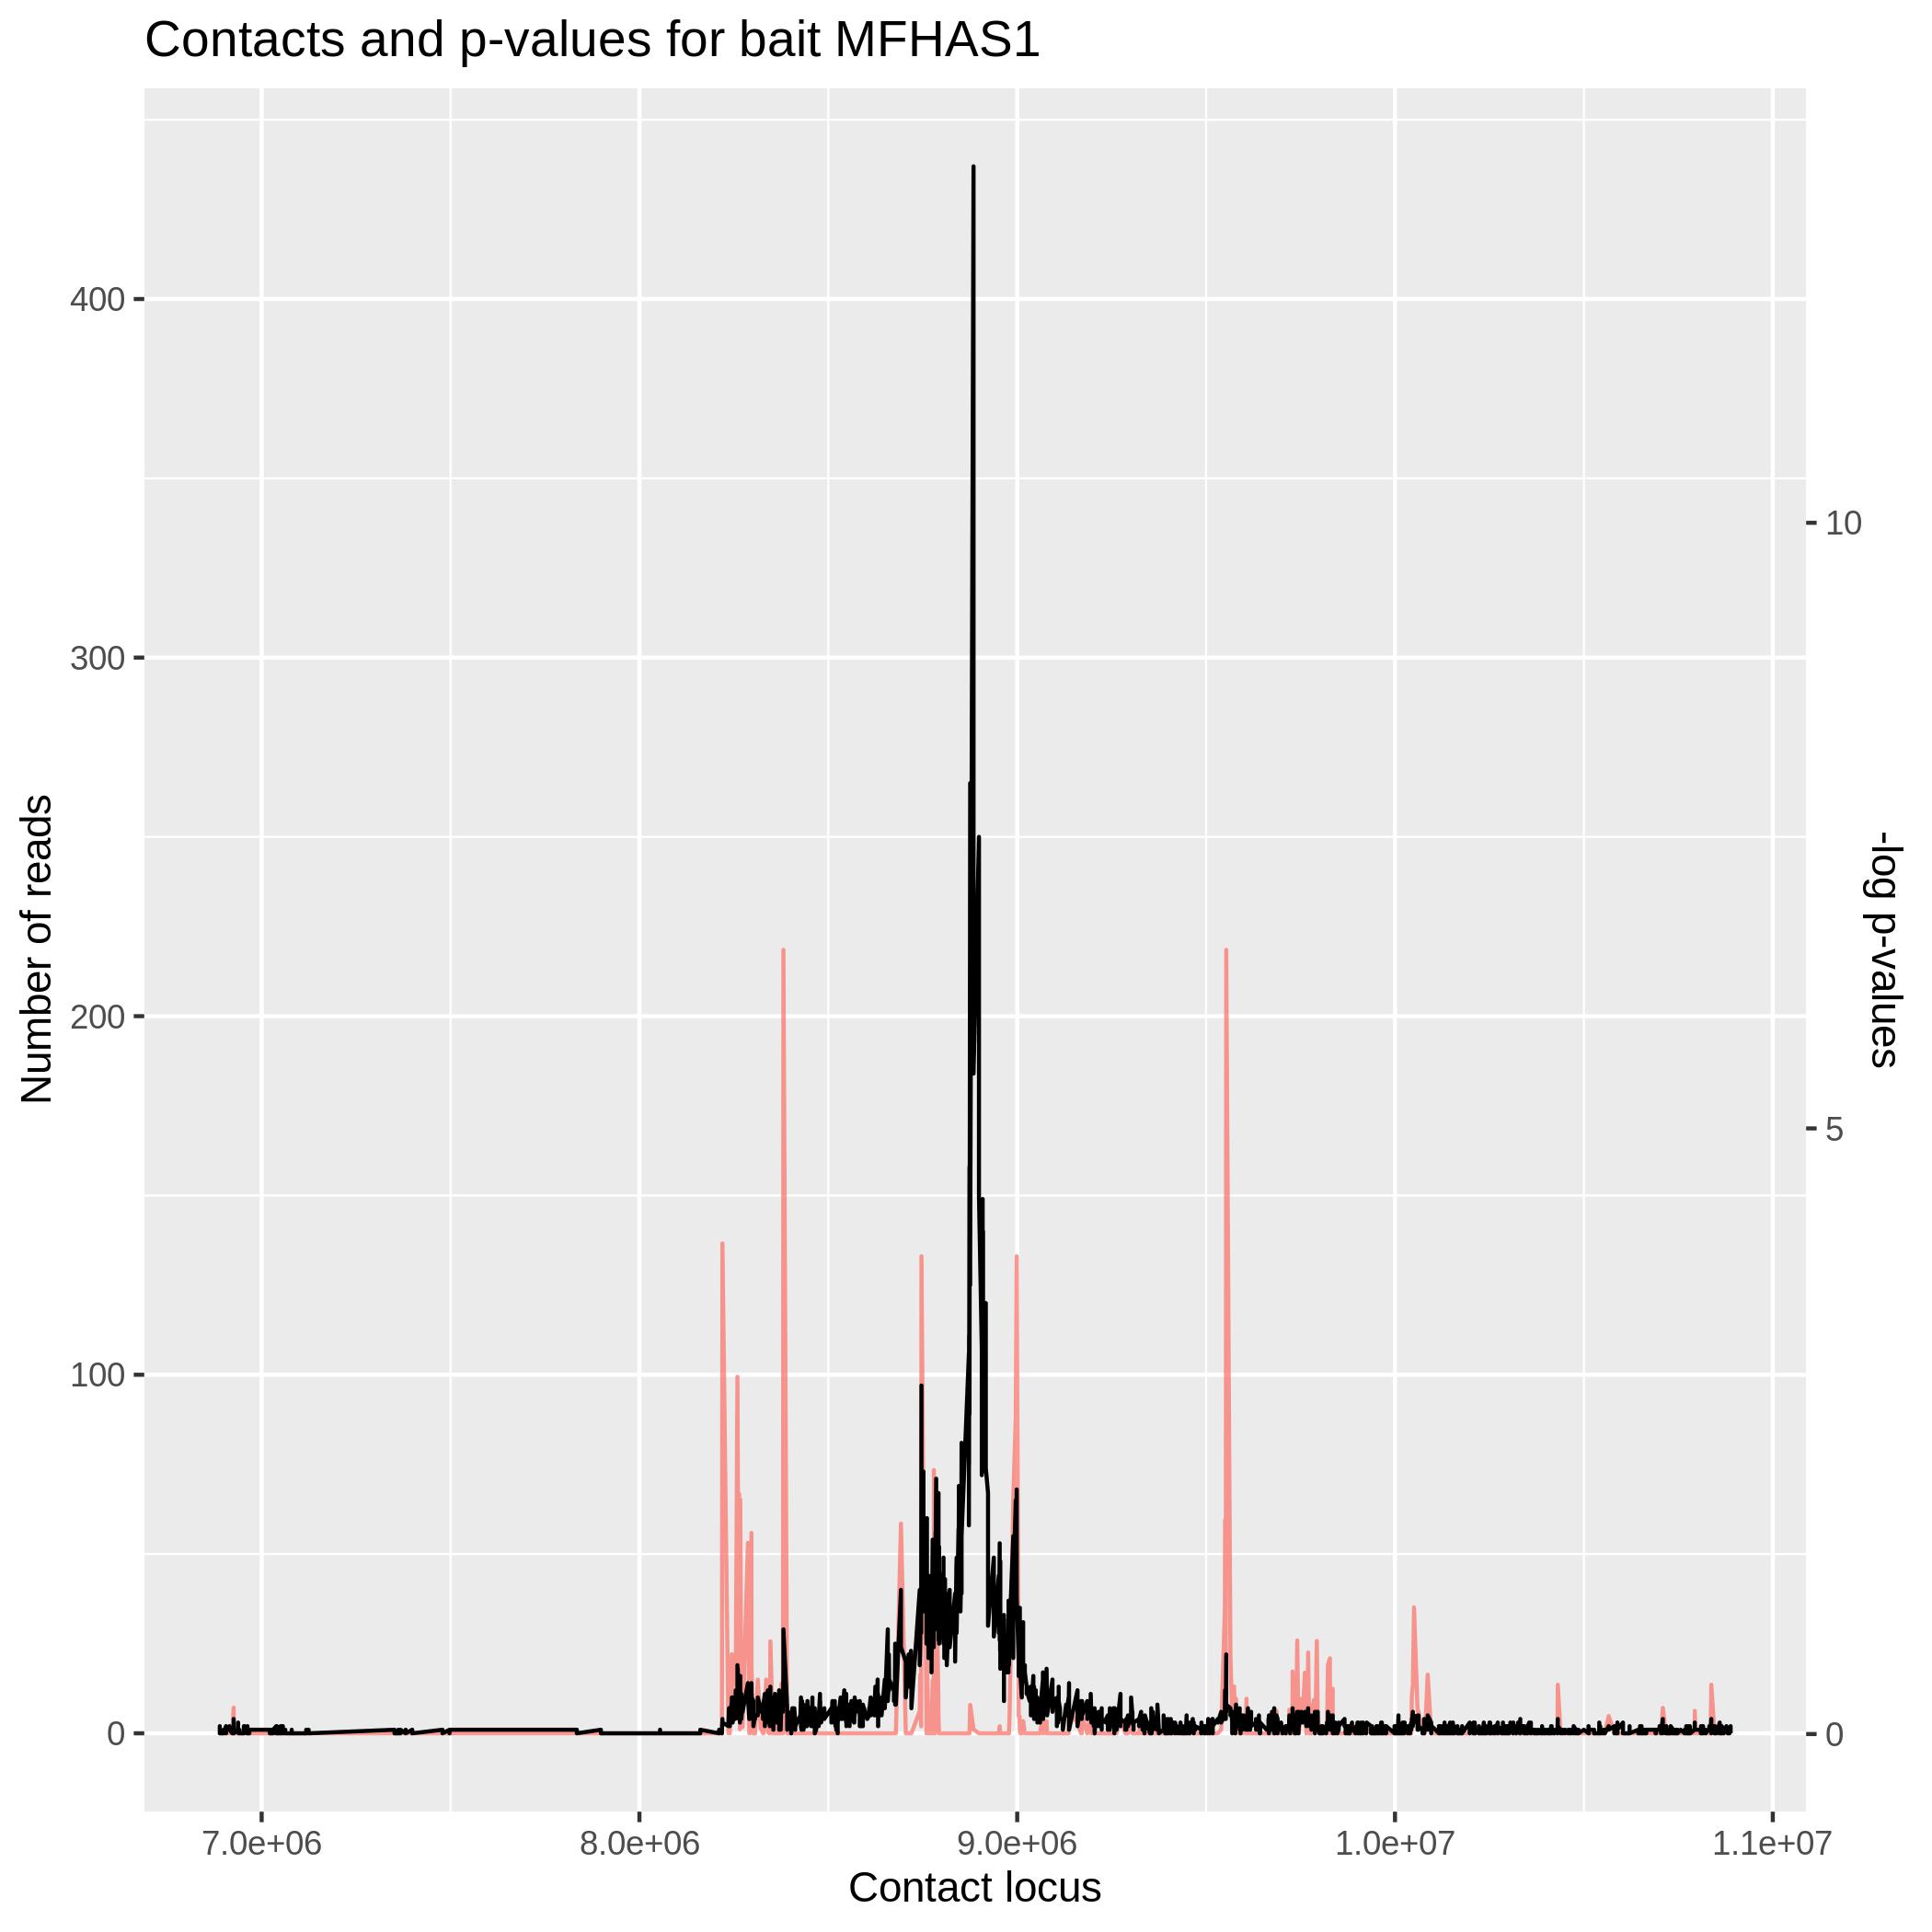 Contacts and p-values for bait MFHAS1
Number of reads
400
300
200
100
0
10
5
0
-log p-values
7.0e+06
8.0e+06
9.0e+06
1.0e+07
1.1e+07
Contact locus